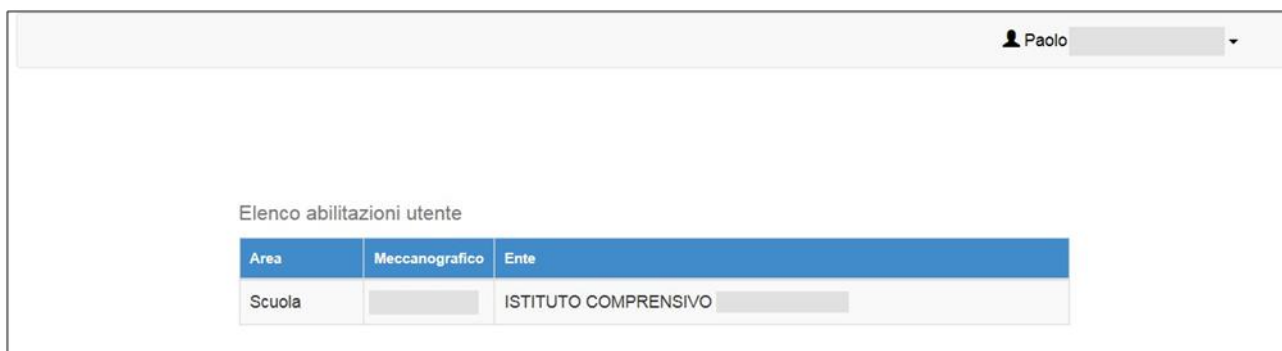 Paolo
Elenco abilitazioni utente
Area Meccanografico Ente
Scuola ISTITUTO COMPRENSIVO